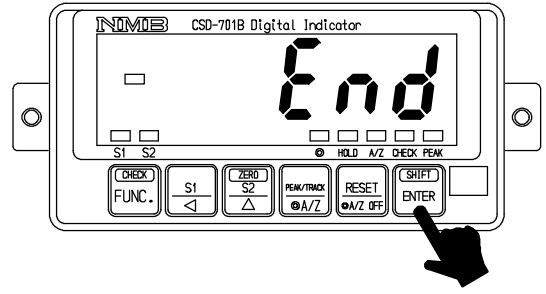 NMB CSD-701B Digital Indicator
End
S1 S2 ◎ HOLD A/Z CHECK PEAK
CHECK ZERO SHIFT
FUNC. S1 S2 PEAK/TRACK RESET ENTER
◁ △ ◎A/Z ◎A/Z OFF